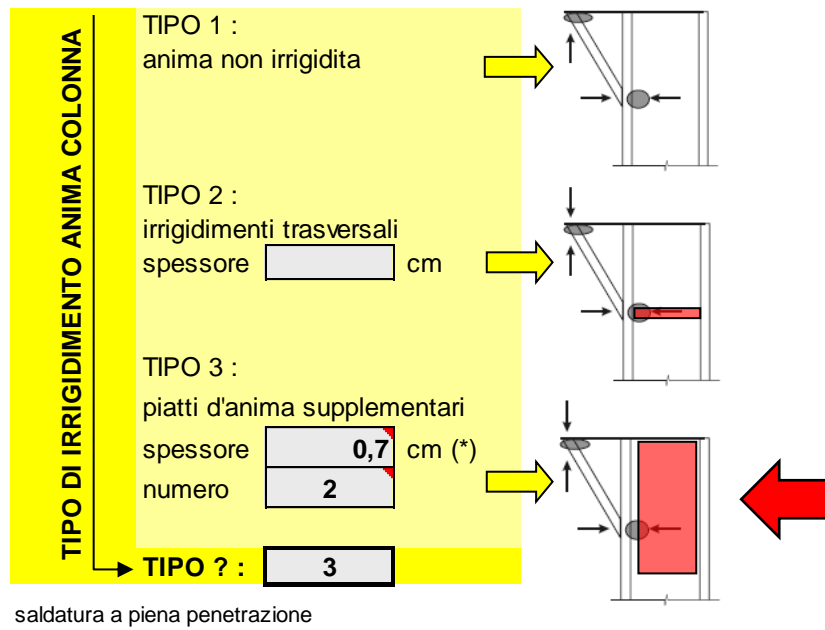 TIPO DI IRRIGIDIMENTO ANIMA COLONNA
TIPO 1 :
anima non irrigidita
TIPO 2 :
irrigidimenti trasversali
spessore cm
TIPO 3 :
piatti d'anima supplementari
spessore 0,7 cm (*)
numero 2
TIPO ? : 3
saldatura a piena penetrazione